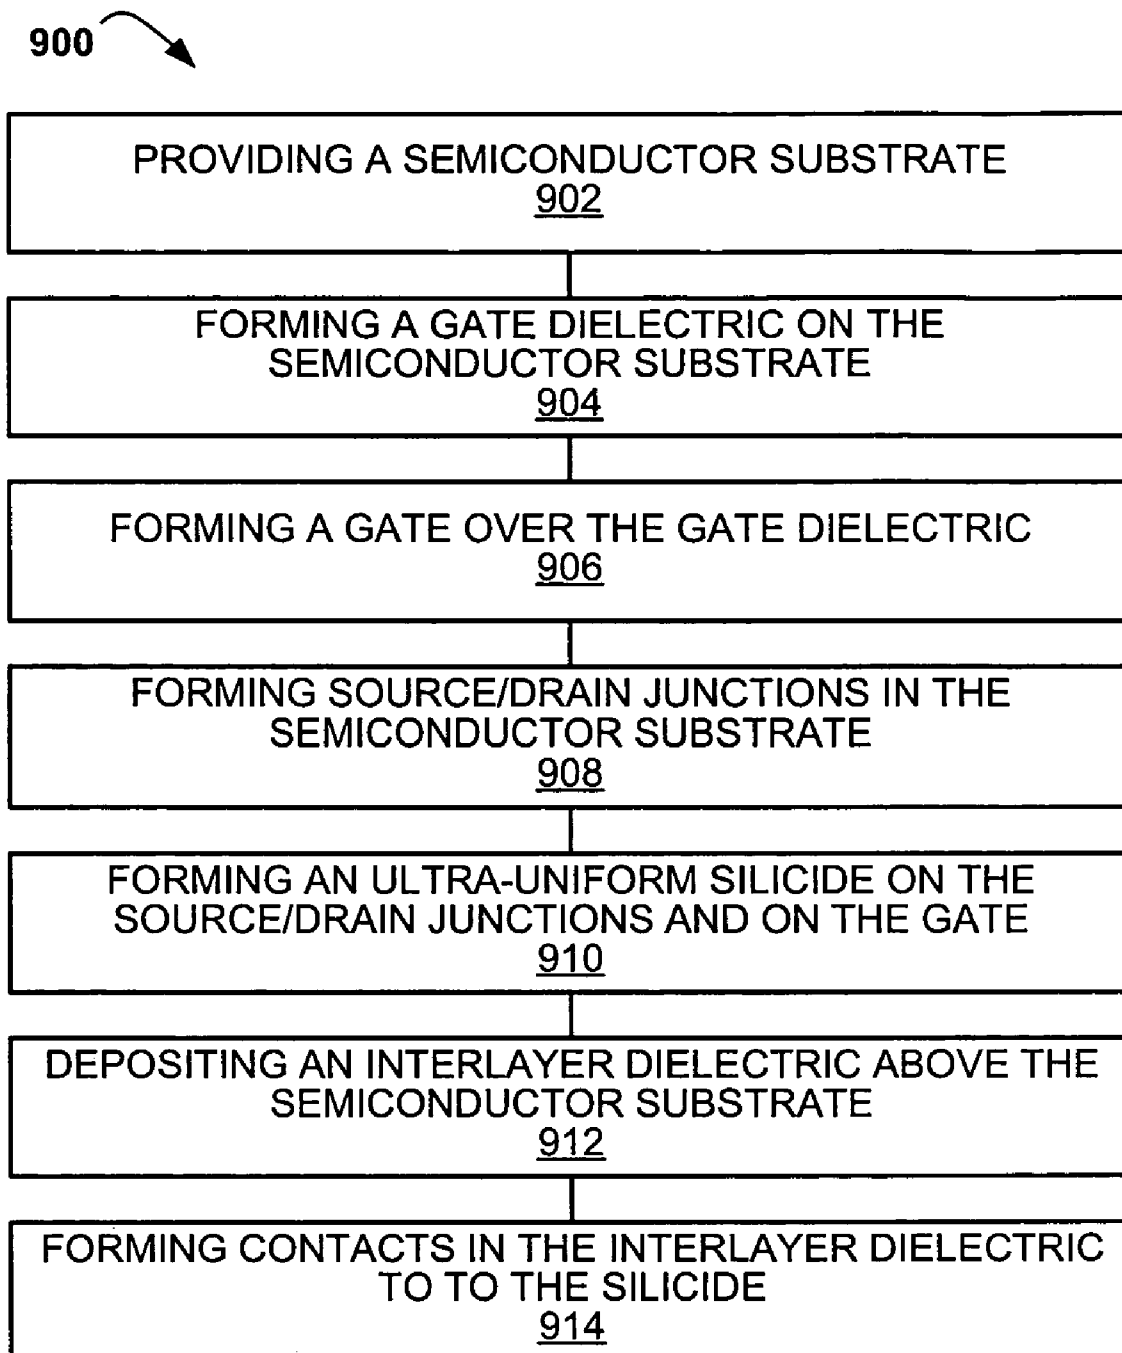 900
PROVIDING A SEMICONDUCTOR SUBSTRATE
902
FORMING A GATE DIELECTRIC ON THE
SEMICONDUCTOR SUBSTRATE
904
FORMING A GATE OVER THE GATE DIELECTRIC
906
FORMING SOURCE/DRAIN JUNCTIONS IN THE
SEMICONDUCTOR SUBSTRATE
908
FORMING AN ULTRA-UNIFORM SILICIDE ON THE
SOURCE/DRAIN JUNCTIONS AND ON THE GATE
910
DEPOSITING AN INTERLAYER DIELECTRIC ABOVE THE
SEMICONDUCTOR SUBSTRATE
912
FORMING CONTACTS IN THE INTERLAYER DIELECTRIC
TO TO THE SILICIDE
914